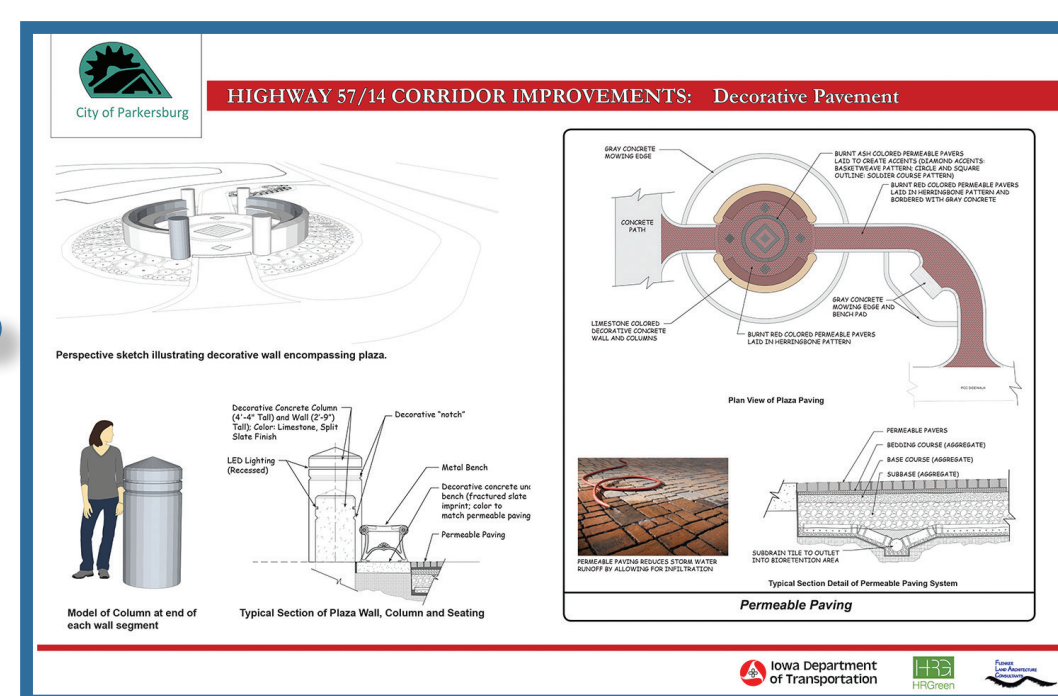 City of Parkersburg
HIGHWAY 57/14 CORRIDOR IMPROVEMENTS: Decorative Pavement
Perspective sketch illustrating decorative wall encompassing plaza.
Model of Column at end of
each wall segment
Decorative Concrete Column
(4'-4" Tall) and Wall (2'-9")
Tall); Color: Limestone, Split
Slate Finish
LED Lighting
(Recessed)
Decorative "notch"
Metal Bench
Decorative concrete und
bench (fractured slate
imprint; color to
match permeable paving
Permeable Paving
Typical Section of Plaza Wall, Column and Seating
GRAY CONCRETE
MOWING EDGE
BURNT ASH COLORED PERMEABLE PAVERS
LAID TO CREATE ACCENTS (DIAMOND ACCENTS:
BASKETWEAVE PATTERN; CIRCLE AND SQUARE
OUTLINE: SOLDIER COURSE PATTERN)
BURNT RED COLORED PERMEABLE PAVERS
LAID IN HERRINGBONE PATTERN AND
BORDERED WITH GRAY CONCRETE
CONCRETE
PATH
GRAY CONCRETE
MOWING EDGE AND
BENCH PAD
LIMESTONE COLORED
DECORATIVE CONCRETE
WALL AND COLUMNS
BURNT RED COLORED PERMEABLE PAVERS
LAID IN HERRINGBONE PATTERN
PCC SIDEWALK
Plan View of Plaza Paving
PERMEABLE PAVERS
BEDDING COURSE (AGGREGATE)
BASE COURSE (AGGREGATE)
SUBBASE (AGGREGATE)
SUBDRAIN TILE TO OUTLET
INTO BIORETENTION AREA
PERMEABLE PAVING REDUCES STORM WATER
RUNOFF BY ALLOWING FOR INFILTRATION
Typical Section Detail of Permeable Paving System
Permeable Paving
Iowa Department
of Transportation
HRG
HRGreen
Flenker
Land Architecture
Consultants